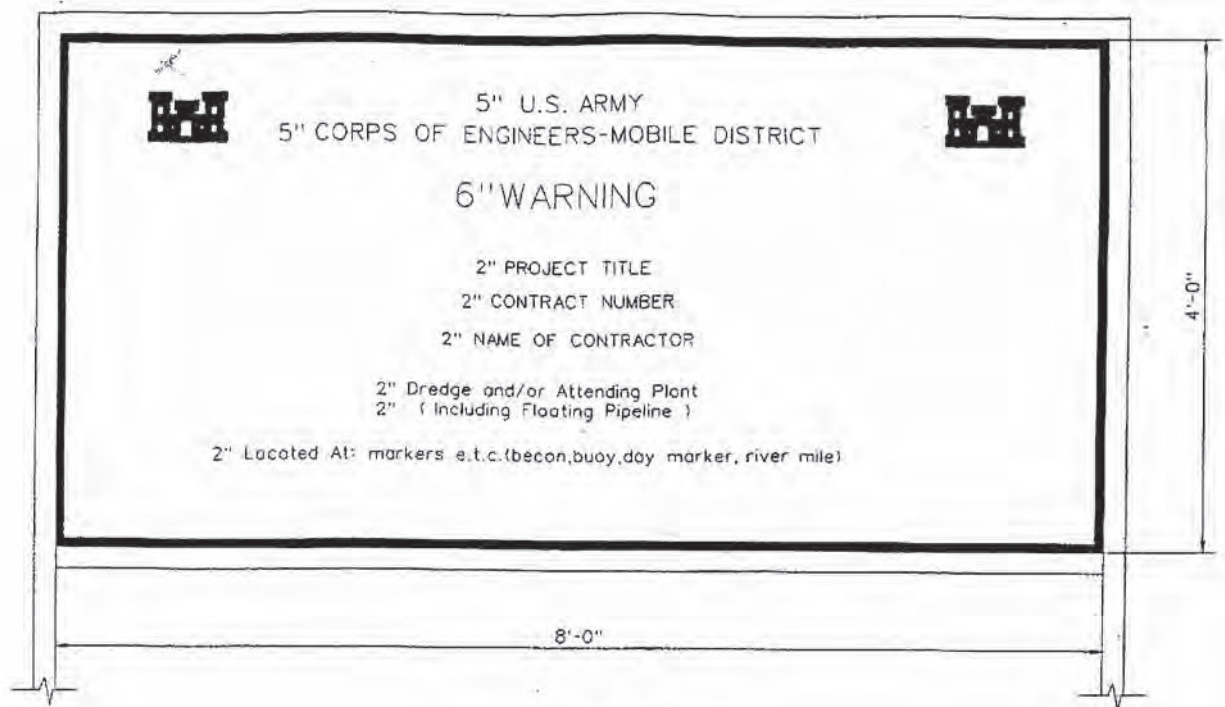 5" U.S. ARMY
5" CORPS OF ENGINEERS-MOBILE DISTRICT
6" WARNING
2" PROJECT TITLE
2" CONTRACT NUMBER
2" NAME OF CONTRACTOR
2" Dredge and/or Attending Plant
2" ( Including Floating Pipeline )
2" Located At: markers e.t.c.(becon,buoy,day marker, river mile)
4'-0"
8'-0"